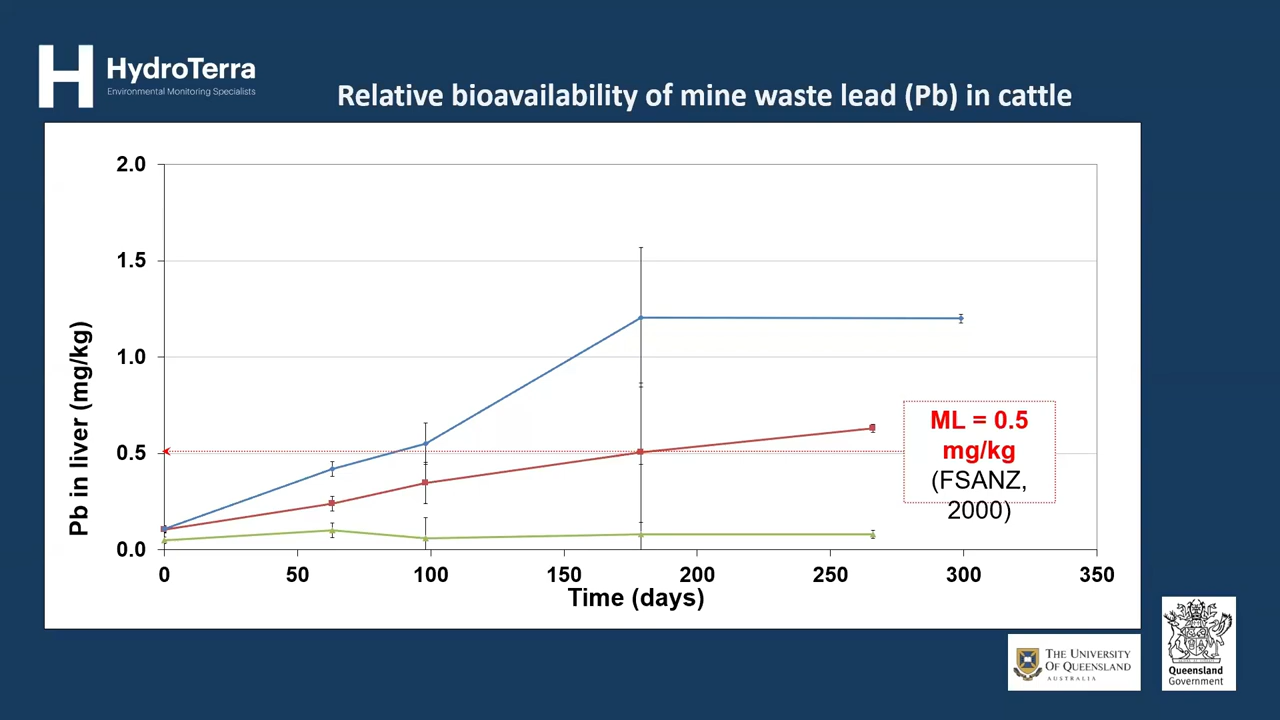 HydroTerra
Environmental Monitoring Specialists
Relative bioavailability of mine waste lead (Pb) in cattle
2.0
1.5
1.0
0.5
0.0
Pb in liver (mg/kg)
0
50
100
150
200
250
300
350
Time (days)
ML = 0.5
mg/kg
(FSANZ,
2000)
THE UNIVERSITY
OF QUEENSLAND
AUSTRALIA
Queensland
Government